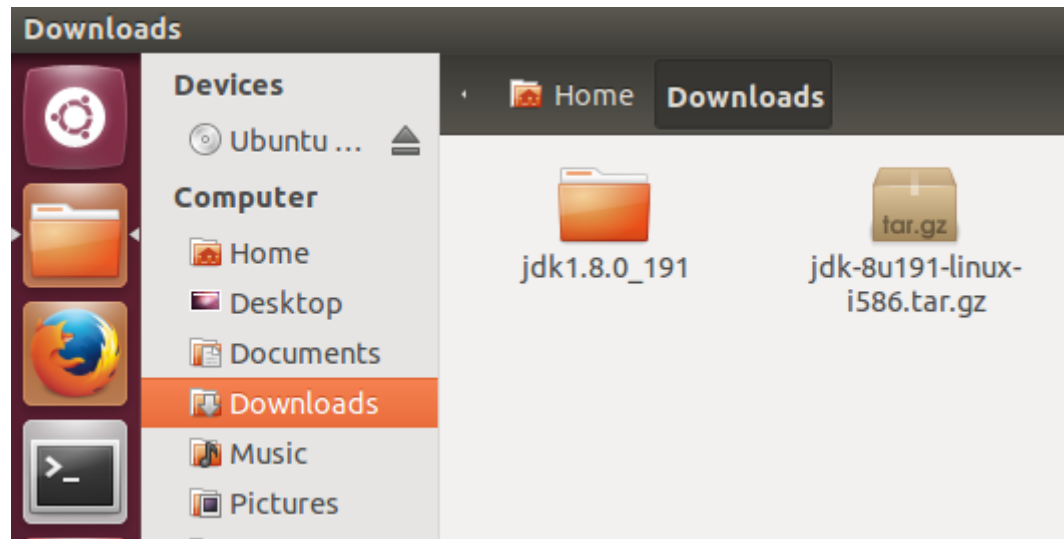 Downloads
Devices
Ubuntu ...
Computer
Home
Desktop
Documents
Downloads
Music
Pictures
Home Downloads
jdk1.8.0_191
tar.gz
jdk-8u191-linux-
i586.tar.gz
>_